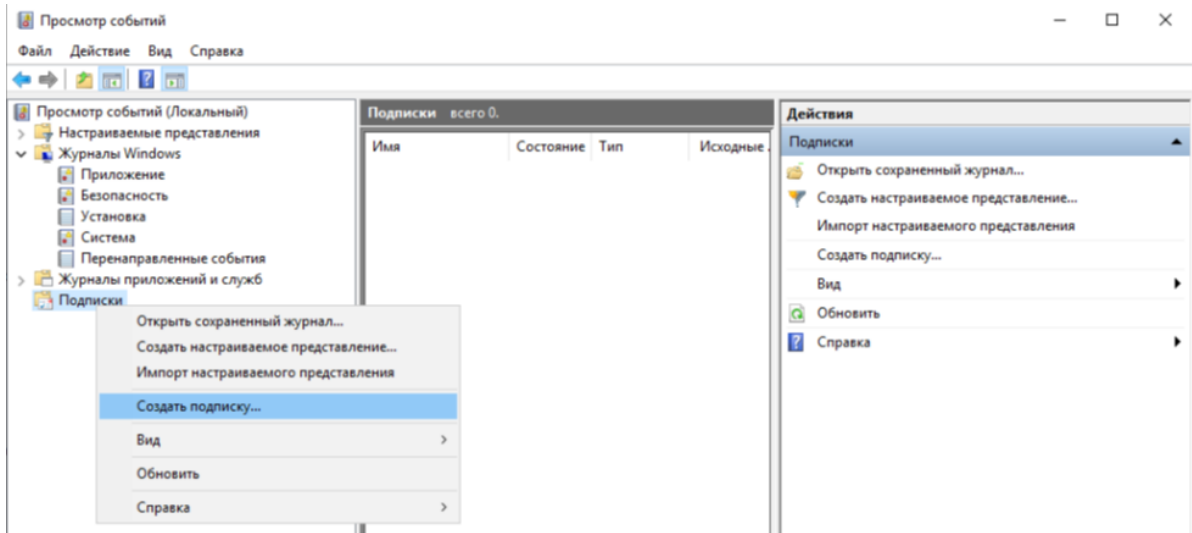 Просмотр событий
Файл Действие Вид Справка
Просмотр событий (Локальный)
Настраиваемые представления
Журналы Windows
Приложение
Безопасность
Установка
Система
Перенаправленные события
Журналы приложений и служб
Подписки
Открыть сохраненный журнал...
Создать настраиваемое представление...
Импорт настраиваемого представления
Создать подписку...
Вид
Обновить
Справка
Подписки всего 0.
Имя Состояние Тип Исходные .
Действия
Подписки
Открыть сохраненный журнал...
Создать настраиваемое представление...
Импорт настраиваемого представления
Создать подписку...
Вид
Обновить
Справка